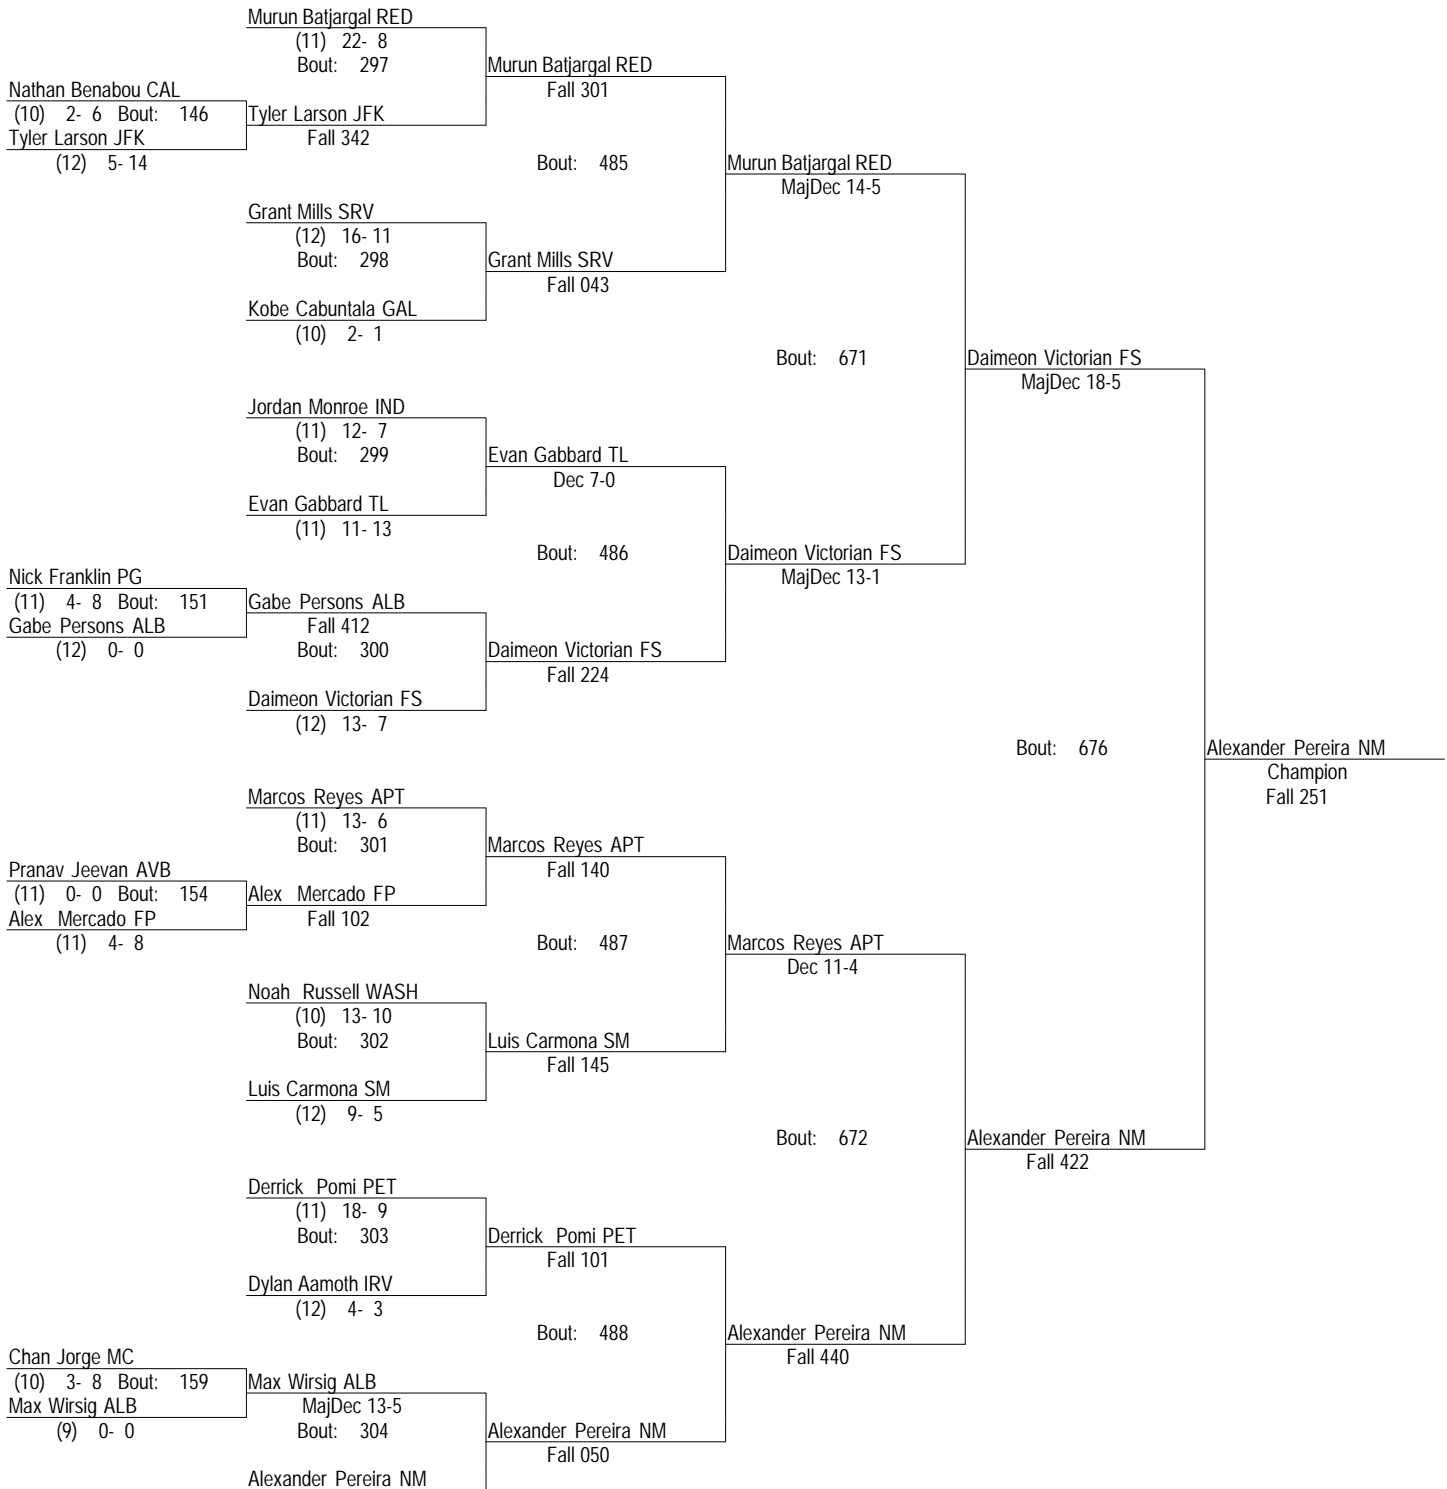 Murun Batjargal RED
(11) 22- 8
Bout: 297
Murun Batjargal RED
Fall 301
Nathan Benabou CAL
(10) 2- 6 Bout: 146
Tyler Larson JFK
Tyler Larson JFK
Fall 342
(12) 5- 14
Bout: 485
Murun Batjargal RED
MajDec 14-5
Grant Mills SRV
(12) 16- 11
Bout: 298
Grant Mills SRV
Fall 043
Kobe Cabuntala GAL
(10) 2- 1
Bout: 671
Daimeon Victorian FS
MajDec 18-5
Jordan Monroe IND
(11) 12- 7
Bout: 299
Evan Gabbard TL
Dec 7-0
Evan Gabbard TL
(11) 11- 13
Bout: 486
Daimeon Victorian FS
MajDec 13-1
Nick Franklin PG
(11) 4- 8 Bout: 151
Gabe Persons ALB
Gabe Persons ALB
Fall 412
(12) 0- 0
Bout: 300
Daimeon Victorian FS
Fall 224
Daimeon Victorian FS
(12) 13- 7
Bout: 676
Alexander Pereira NM
Champion
Fall 251
Marcos Reyes APT
(11) 13- 6
Bout: 301
Marcos Reyes APT
Fall 140
Pranav Jeevan AVB
(11) 0- 0 Bout: 154
Alex Mercado FP
Alex Mercado FP
Fall 102
(11) 4- 8
Bout: 487
Marcos Reyes APT
Dec 11-4
Noah Russell WASH
(10) 13- 10
Bout: 302
Luis Carmona SM
Fall 145
Luis Carmona SM
(12) 9- 5
Bout: 672
Alexander Pereira NM
Fall 422
Derrick Pomi PET
(11) 18- 9
Bout: 303
Derrick Pomi PET
Fall 101
Dylan Aamoth IRV
(12) 4- 3
Bout: 488
Alexander Pereira NM
Fall 440
Chan Jorge MC
(10) 3- 8 Bout: 159
Max Wirsig ALB
Max Wirsig ALB
MajDec 13-5
(9) 0- 0
Bout: 304
Alexander Pereira NM
Fall 050
Alexander Pereira NM